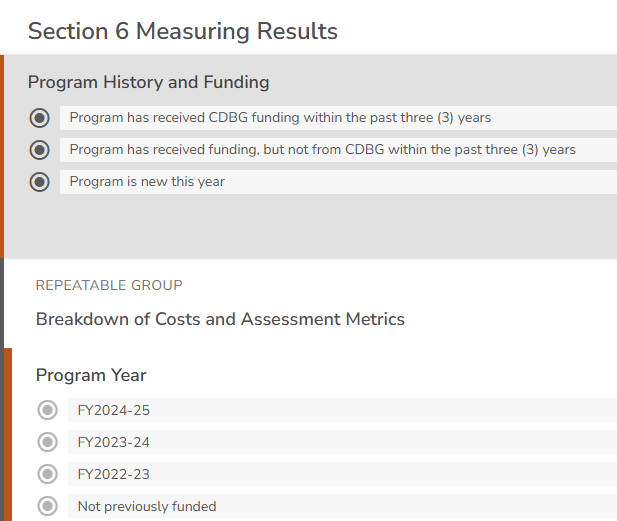 Section 6 Measuring Results
Program History and Funding
Program has received CDBG funding within the past three (3) years
Program has received funding, but not from CDBG within the past three (3) years
Program is new this year
REPEATABLE GROUP
Breakdown of Costs and Assessment Metrics
Program Year
FY2024-25
FY2023-24
FY2022-23
Not previously funded